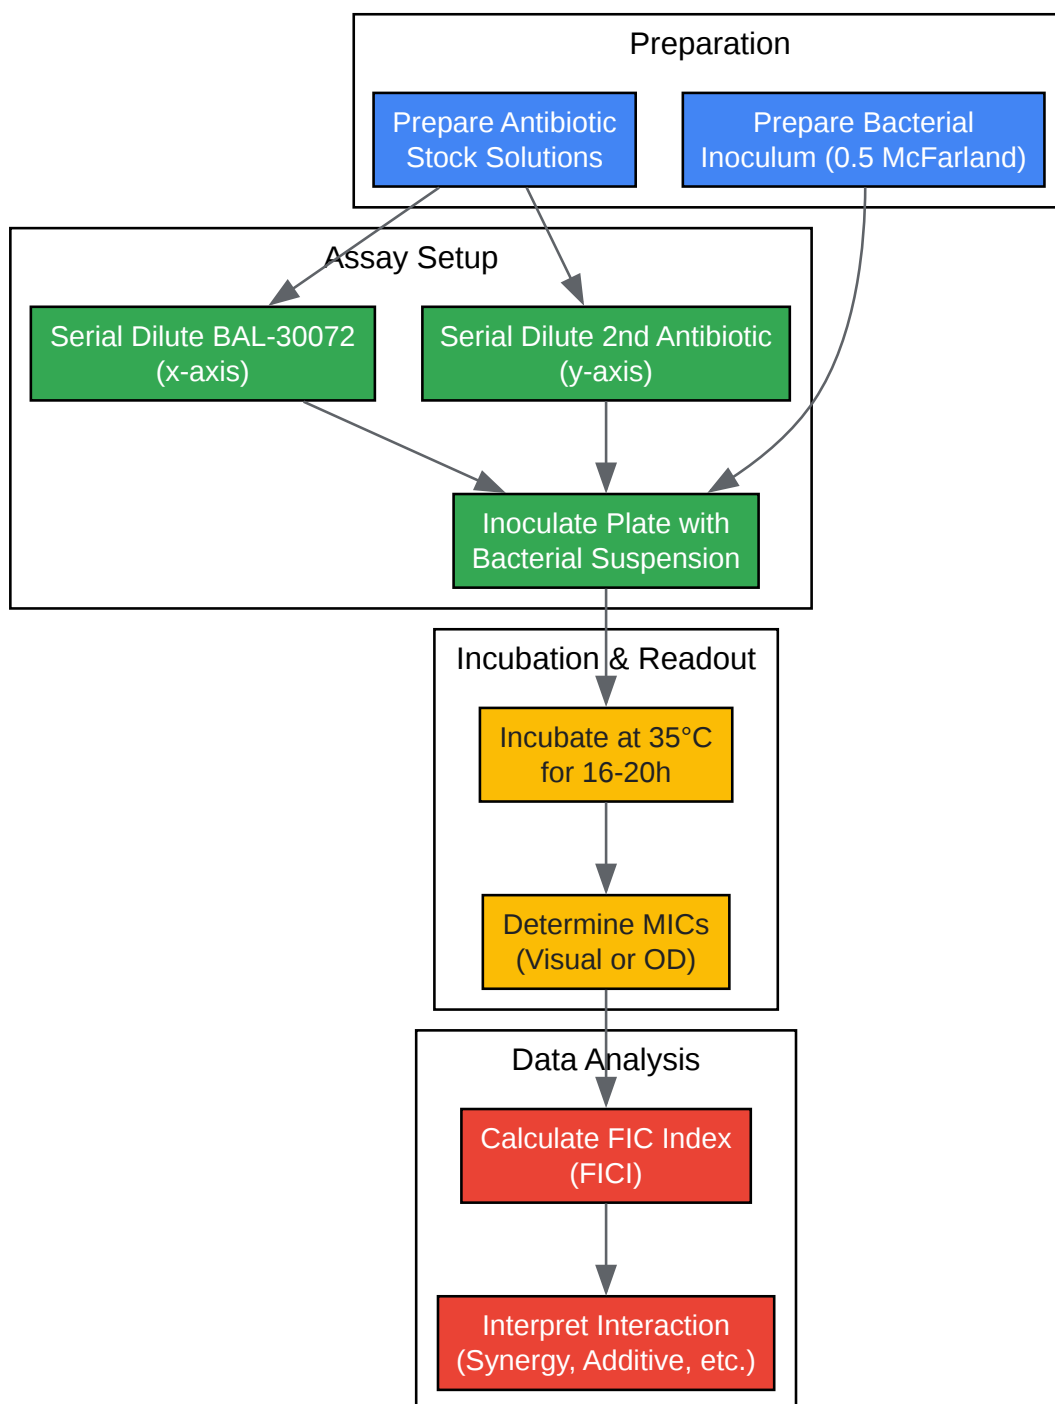 Preparation
Prepare Antibiotic
Stock Solutions
Prepare Bacterial
Inoculum (0.5 McFarland)
Assay Setup
Serial Dilute BAL-30072
(x-axis)
Serial Dilute 2nd Antibiotic
(y-axis)
Inoculate Plate with
Bacterial Suspension
Incubation & Readout
Incubate at 35°C
for 16-20h
Determine MICs
(Visual or OD)
Data Analysis
Calculate FIC Index
(FICI)
Interpret Interaction
(Synergy, Additive, etc.)